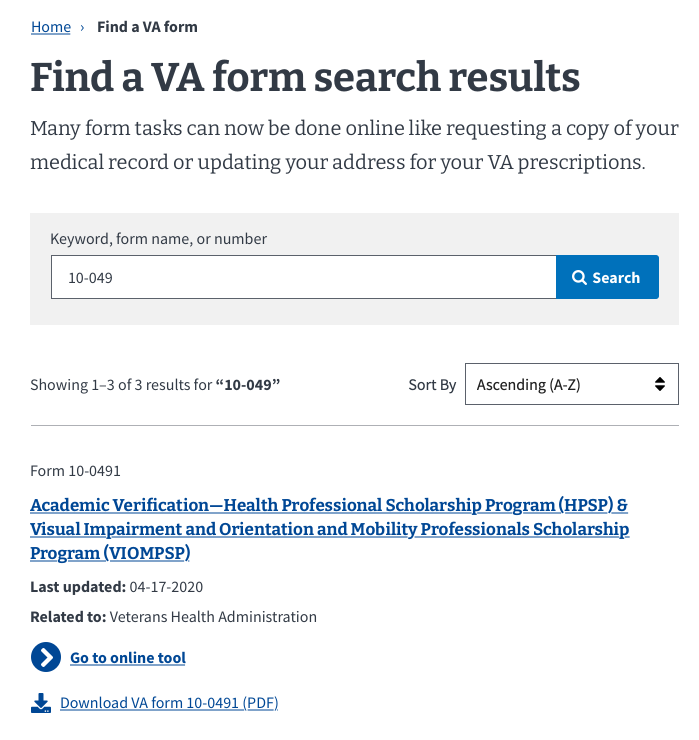 Home › Find a VA form
Find a VA form search results
Many form tasks can now be done online like requesting a copy of your
medical record or updating your address for your VA prescriptions.
Keyword, form name, or number
10-049 Search
Showing 1–3 of 3 results for “10-049” Sort By Ascending (A-Z)
Form 10-0491
Academic Verification—Health Professional Scholarship Program (HPSP) &
Visual Impairment and Orientation and Mobility Professionals Scholarship
Program (VIOMPSP)
Last updated: 04-17-2020
Related to: Veterans Health Administration
Go to online tool
Download VA form 10-0491 (PDF)